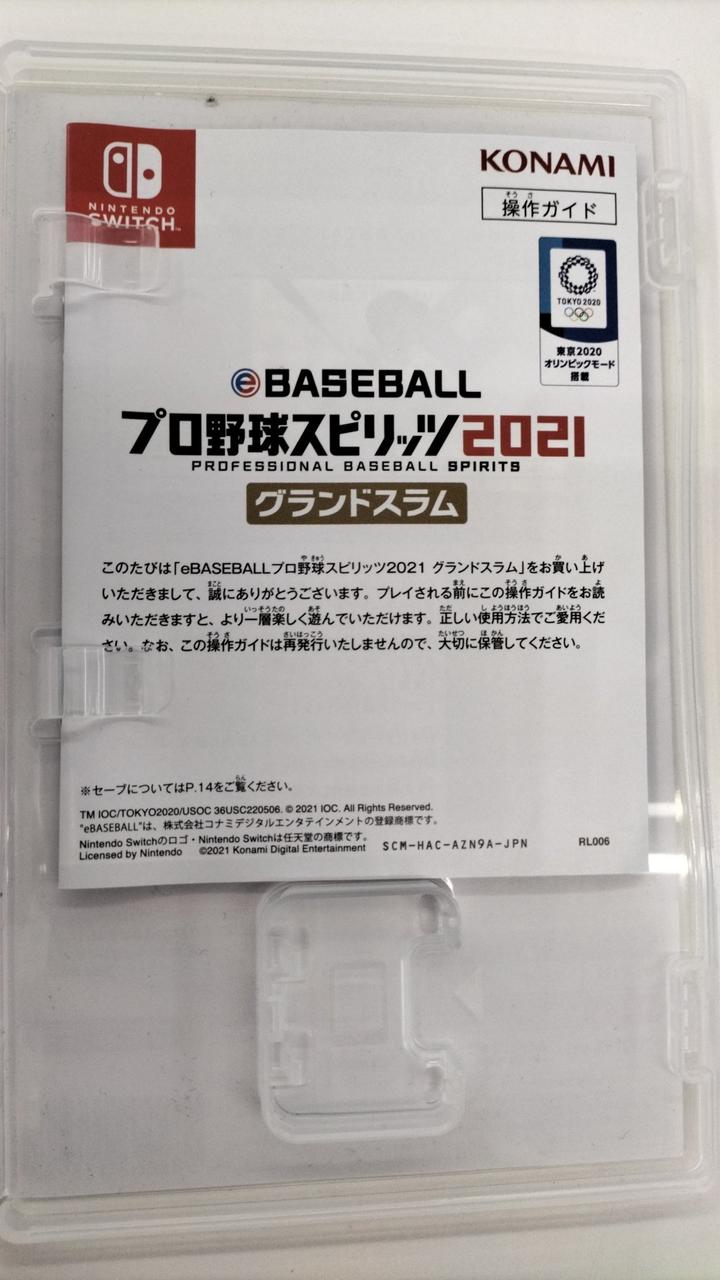 NINTENDO
SWITCH
KONAMI
そうさ
操作ガイド
TOKYO 2020
東京2020
オリンピックモード
搭載
eBASEBALL
プロ野球スピリッツ2021
PROFESSIONAL BASEBALL SPIRITS
グランドスラム
このたびは「eBASEBALLプロ野球スピリッツ2021 グランドスラム」をお買い上げ
いただきまして、誠にありがとうございます。プレイされる前にこの操作ガイドをお読
みいただきますと、より一層楽しく遊んでいただけます。正しい使用方法でご愛用くだ
さい。なお、この操作ガイドは再発行いたしませんので、大切に保管してください。
※セーブについてはP.14をご覧ください。
TM IOC/TOKYO2020/USOC 36USC220506. © 2021 IOC. All Rights Reserved.
"eBASEBALL"は、株式会社コナミデジタルエンタテインメントの登録商標です。
Nintendo Switchのロゴ・Nintendo Switchは任天堂の商標です。
Licensed by Nintendo ©2021 Konami Digital Entertainment SCM-HAC-AZN9A-JPN RL006